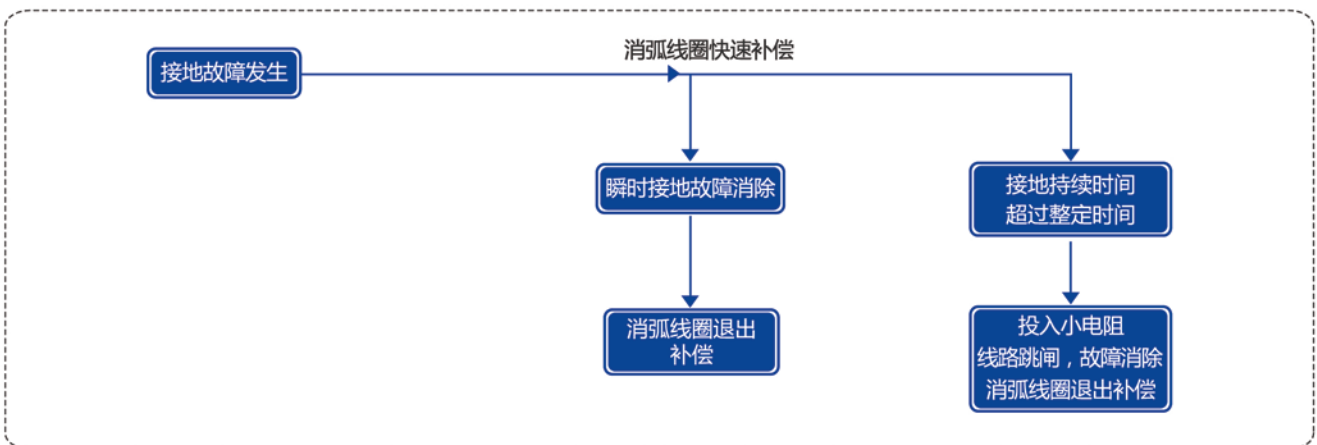 消弧线圈快速补偿
接地故障发生
瞬时接地故障消除
接地持续时间
超过整定时间
消弧线圈退出
补偿
投入小电阻
线路跳闸，故障消除
消弧线圈退出补偿